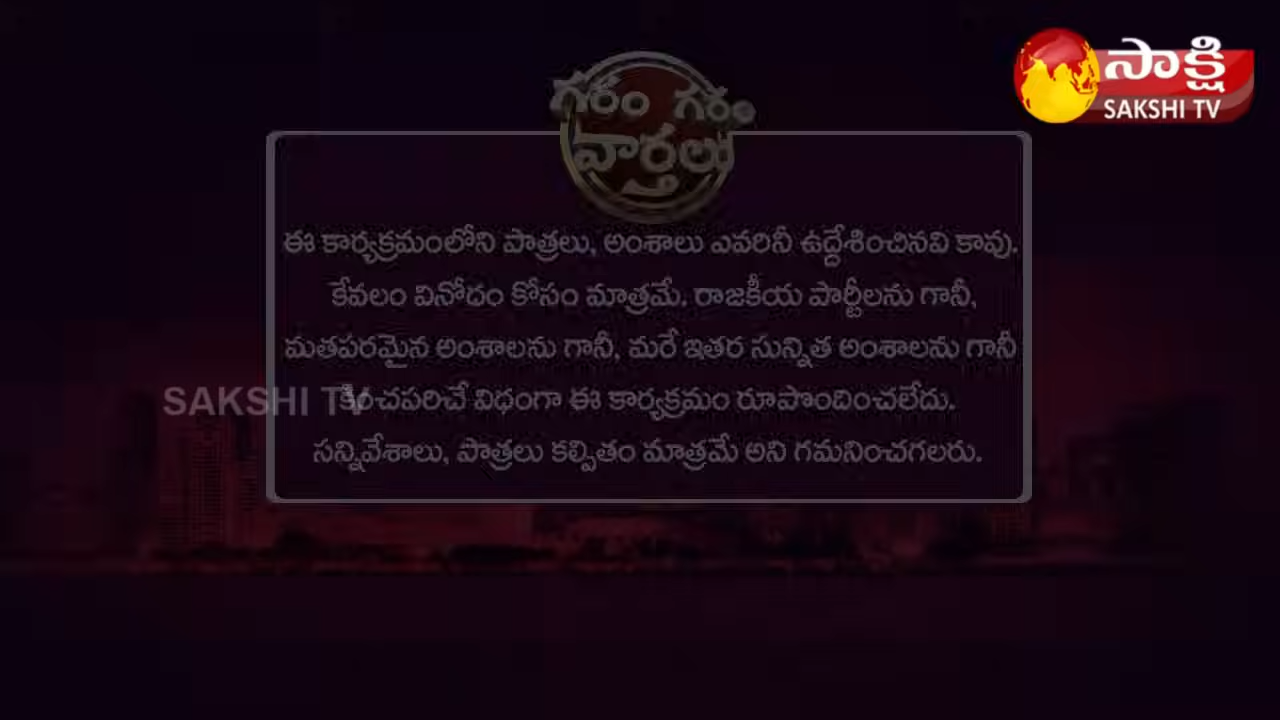 సాక్షి
SAKSHI TV
గరం గరం
వార్తలు
ఈ కార్యక్రమంలోని పాత్రలు, అంశాలు ఎవరినీ ఉద్దేశించినవి కావు.
కేవలం వినోదం కోసం మాత్రమే. రాజకీయ పార్టీలను గానీ,
మతపరమైన అంశాలను గానీ, మరే ఇతర సున్నిత అంశాలను గానీ
కించపరిచే విధంగా ఈ కార్యక్రమం రూపొందించలేదు.
సన్నివేశాలు, పాత్రలు కల్పితం మాత్రమే అని గమనించగలరు.
SAKSHI TV